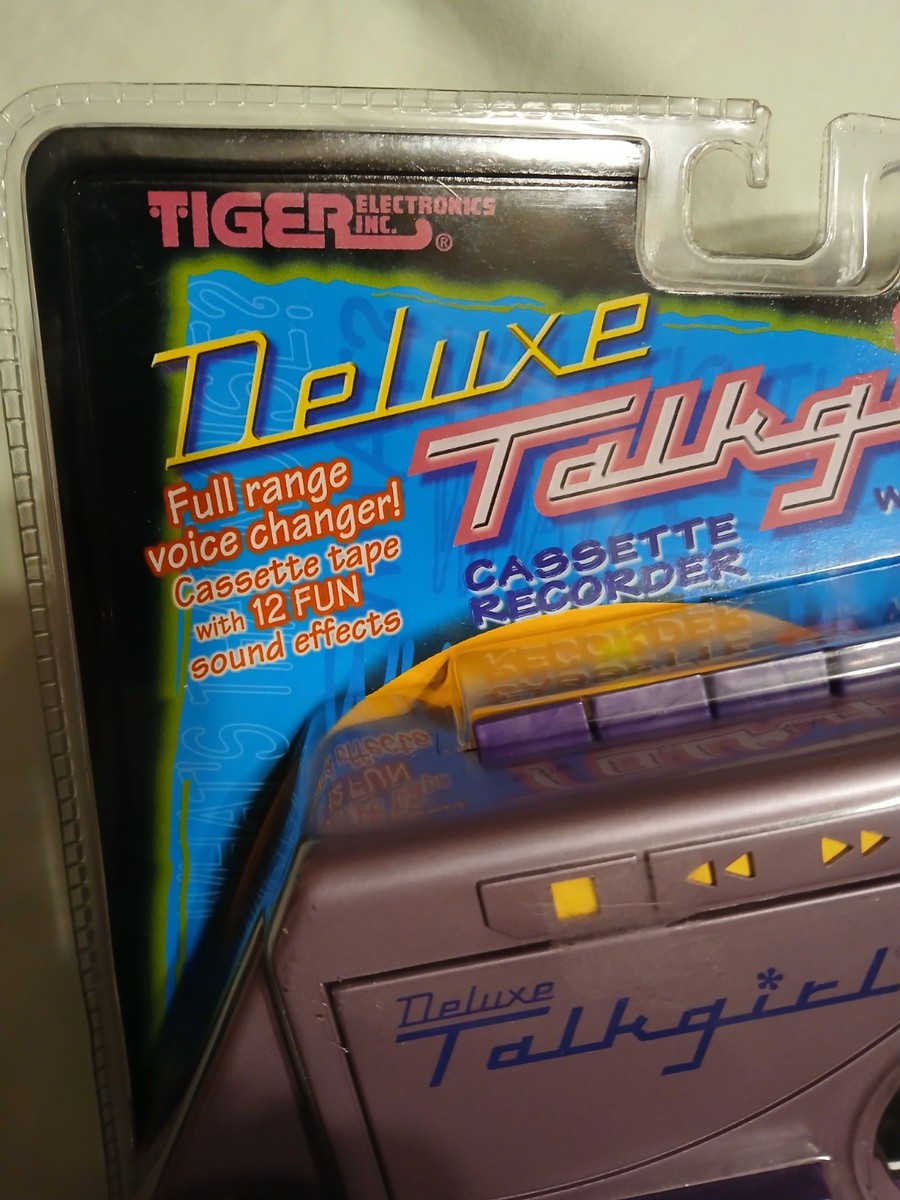 TIGER ELECTRONICS
INC.®
Deluxe
Talkg
CASSETTE
RECORDER
Full range
voice changer!
Cassette tape
with 12 FUN
sound effects
Deluxe
Talkgirl